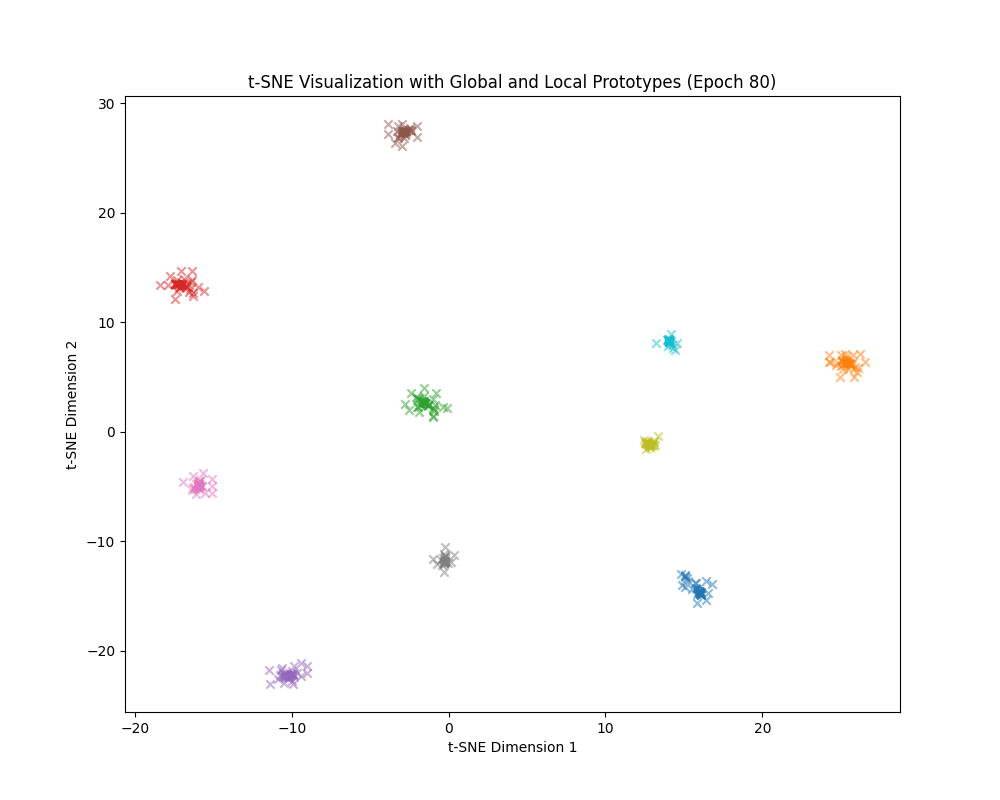 t-SNE Visualization with Global and Local Prototypes (Epoch 80)
30
20
10
0
−10
−20
t-SNE Dimension 2
−20 −10 0 10 20
t-SNE Dimension 1